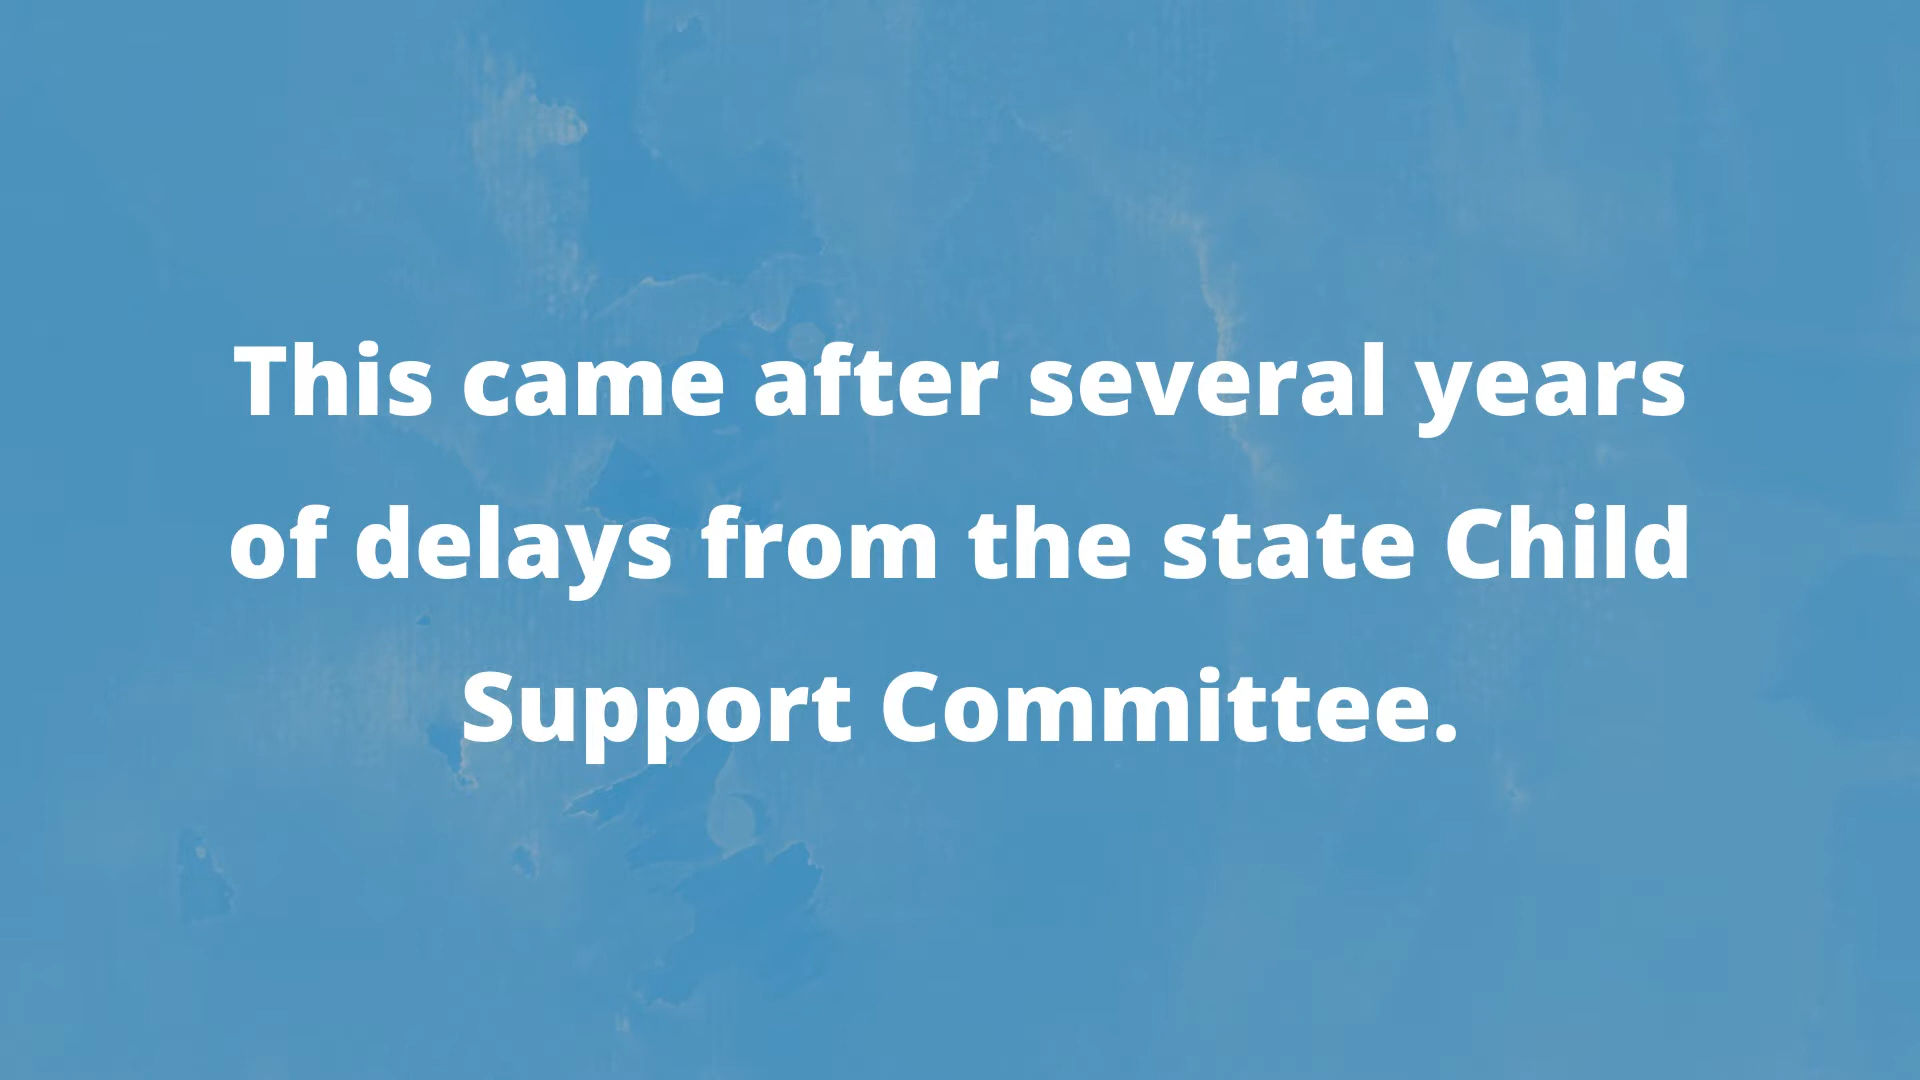 This came after several years
of delays from the state Child
Support Committee.